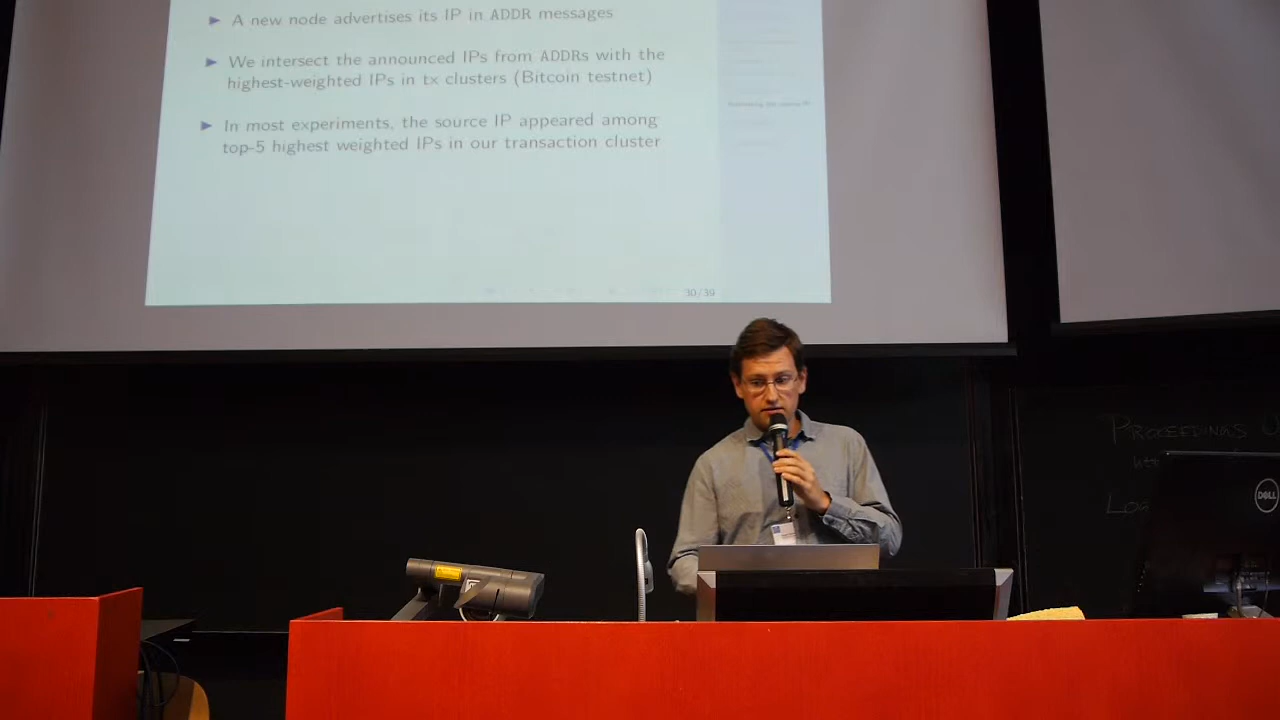 ▶ A new node advertises its IP in ADDR messages
▶ We intersect the announced IPs from ADDRs with the
highest-weighted IPs in tx clusters (Bitcoin testnet)
▶ In most experiments, the source IP appeared among
top-5 highest weighted IPs in our transaction cluster
30/39
PROCEEDINGS
DELL